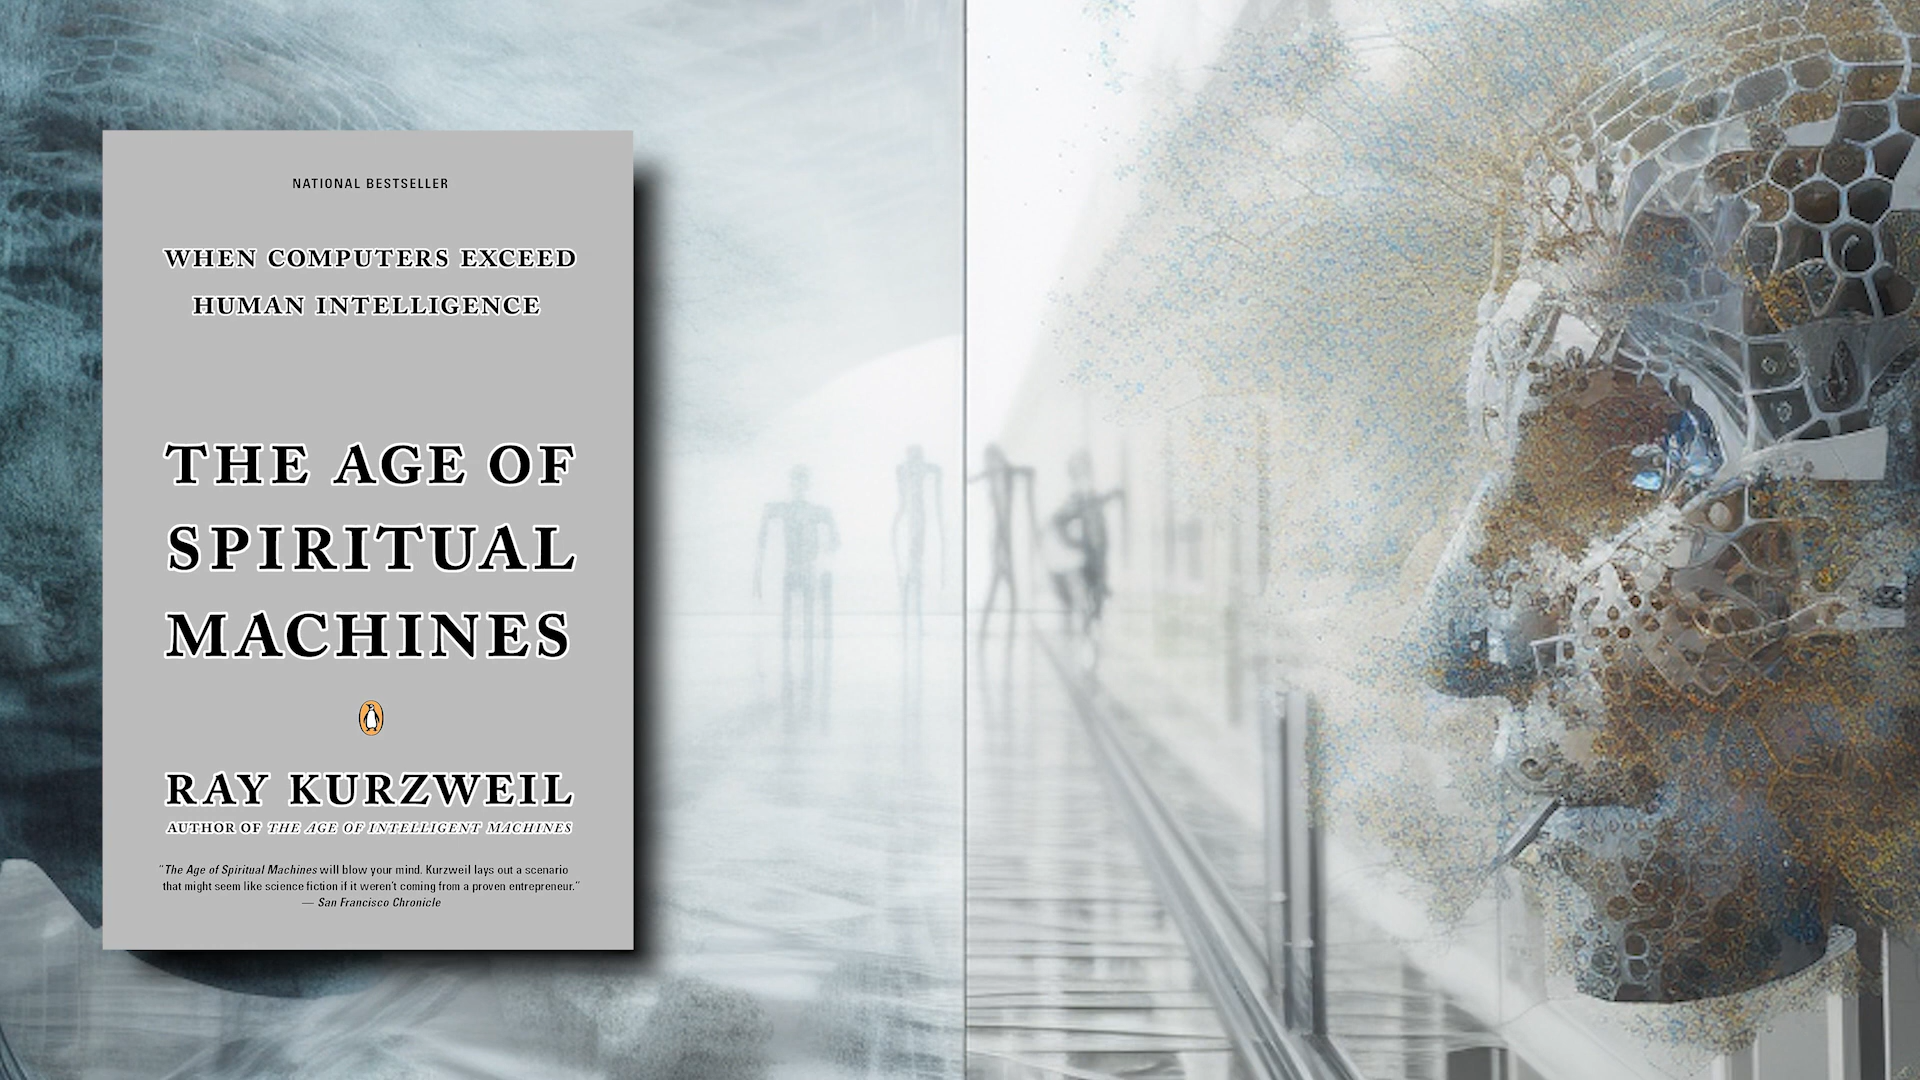 NATIONAL BESTSELLER
WHEN COMPUTERS EXCEED
HUMAN INTELLIGENCE
THE AGE OF
SPIRITUAL
MACHINES
RAY KURZWEIL
AUTHOR OF THE AGE OF INTELLIGENT MACHINES
"The Age of Spiritual Machines will blow your mind. Kurzweil lays out a scenario
that might seem like science fiction if it weren't coming from a proven entrepreneur."
— San Francisco Chronicle